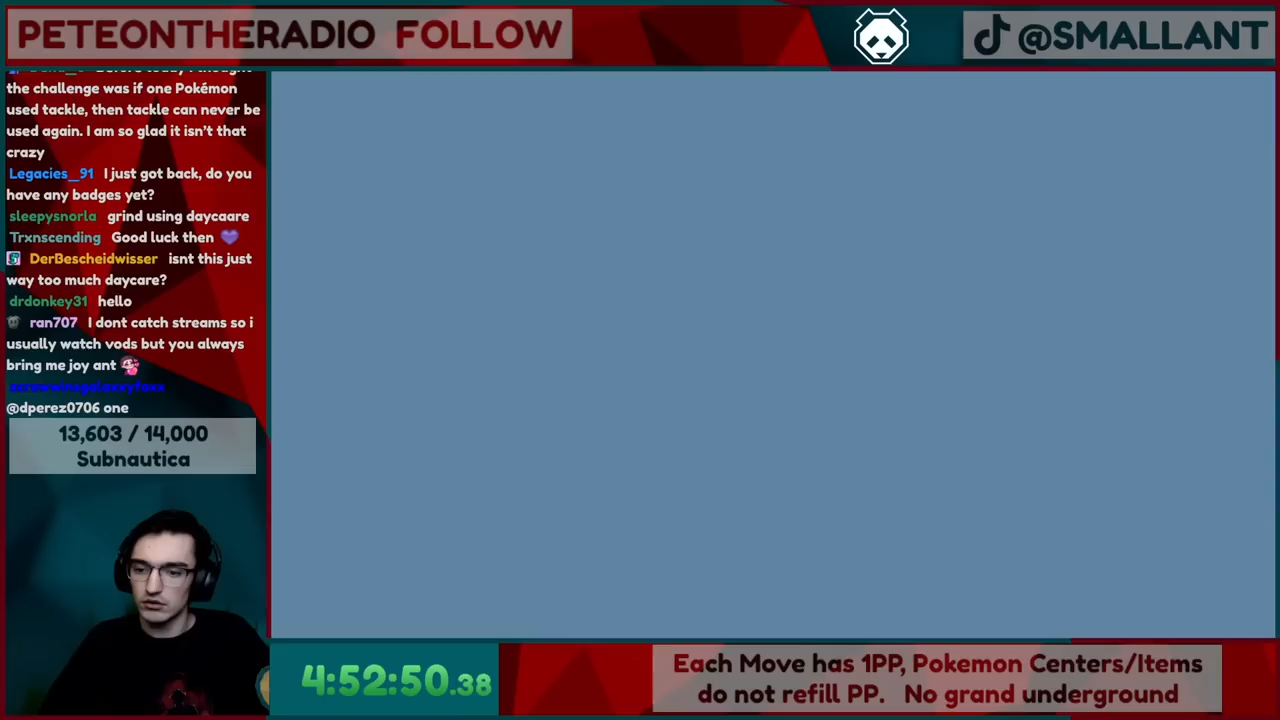 PETEONTHERADIO FOLLOW
@SMALLANT
the challenge was if one Pokémon
used tackle, then tackle can never be
used again. I am so glad it isn't that
crazy
Legacies_91 I just got back, do you
have any badges yet?
sleepysnorla grind using daycaare
Trxnscending Good luck then 💜
DerBescheidwisser isnt this just
way too much daycare?
drdonkey31 hello
ran707 I dont catch streams so i
usually watch vods but you always
bring me joy ant
@dperez0706 one
13,603 / 14,000
Subnautica
4:52:50.38
Each Move has 1PP, Pokemon Centers/Items
do not refill PP. No grand underground